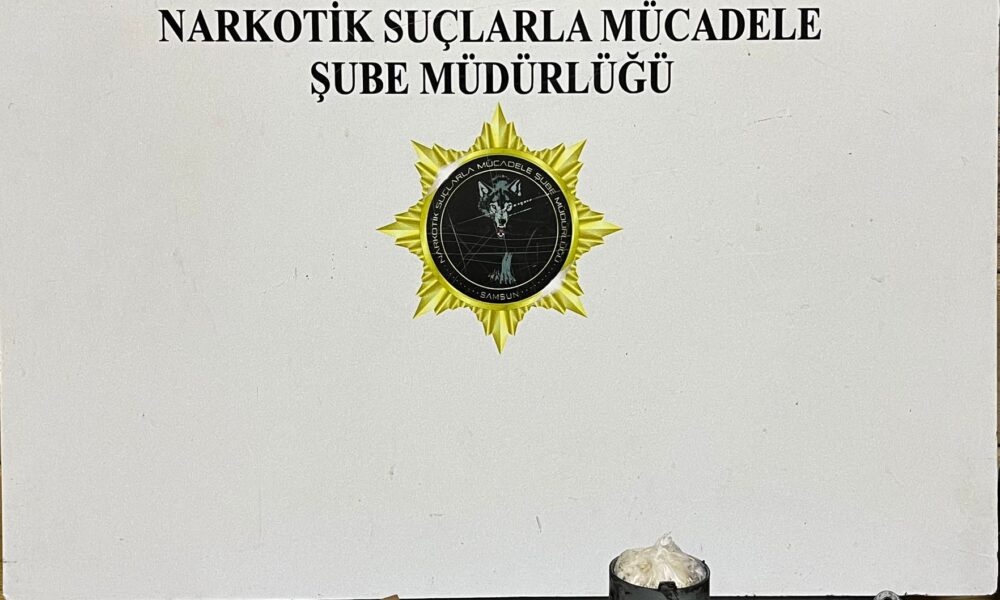 NARKOTİK SUÇLARLA MÜCADELE
ŞUBE MÜDÜRLÜĞÜ
NARKOTİK SUÇLARLA MÜCADELE ŞUBE MÜDÜRLÜĞÜ
SAMSUN